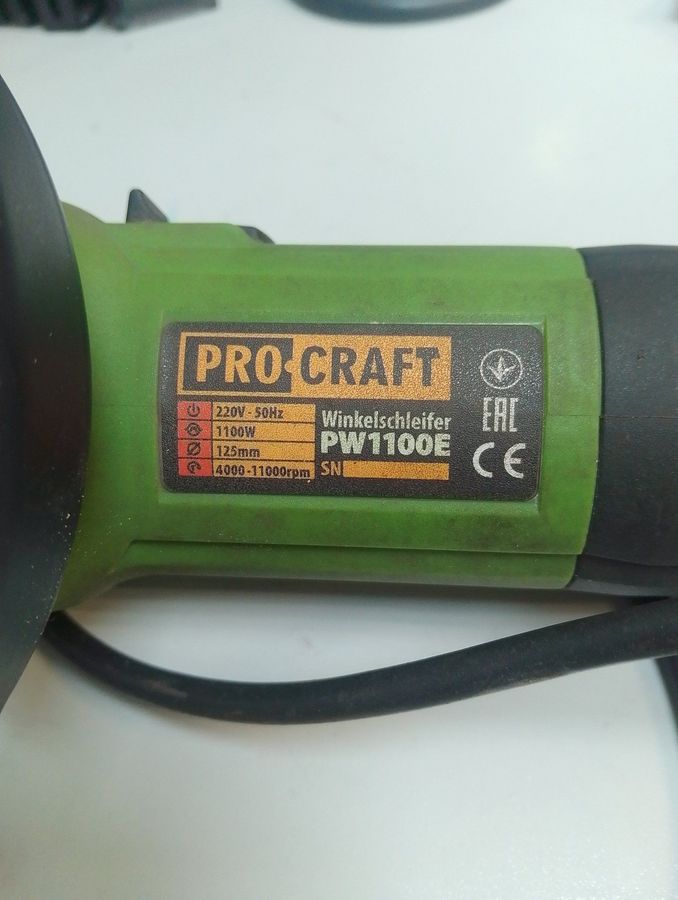 PRO·CRAFT
220V - 50Hz
1100W
125mm
4000 -11000rpm
Winkelschleifer
PW1100E
SN
EAC
CE